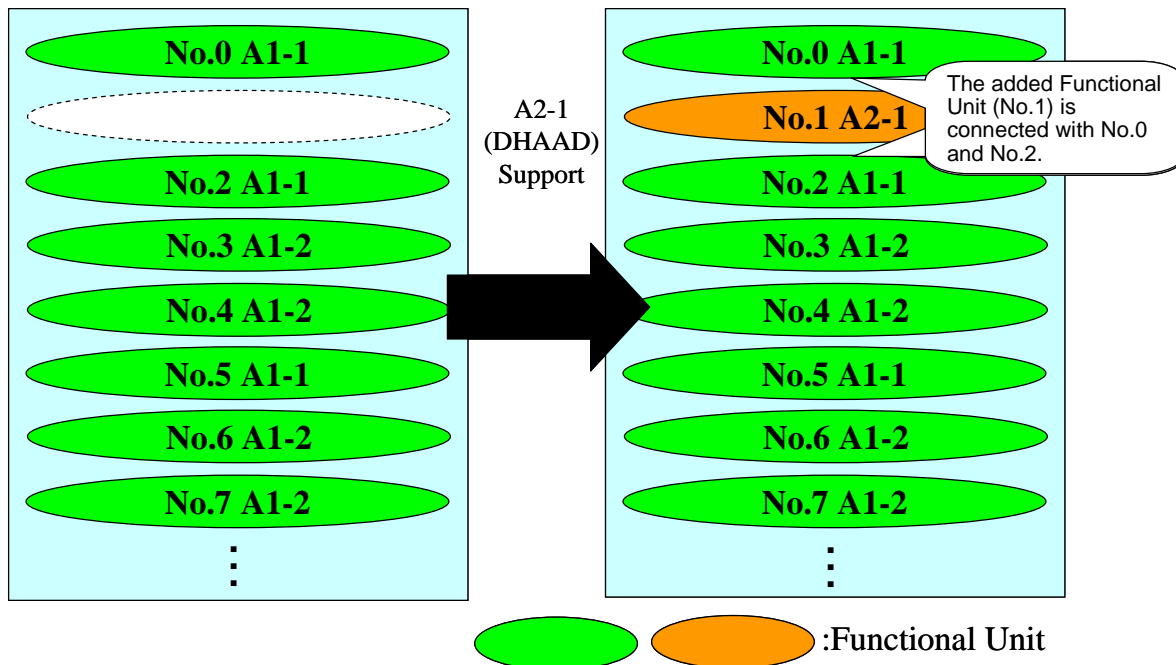 No.0 A1-1
No.2 A1-1
No.3 A1-2
No.4 A1-2
No.5 A1-1
No.6 A1-2
No.7 A1-2
A2-1
(DHAAD)
Support
No.0 A1-1
No.1 A2-1
No.2 A1-1
No.3 A1-2
No.4 A1-2
No.5 A1-1
No.6 A1-2
No.7 A1-2
The added Functional
Unit (No.1) is
connected with No.0
and No.2.
:Functional Unit